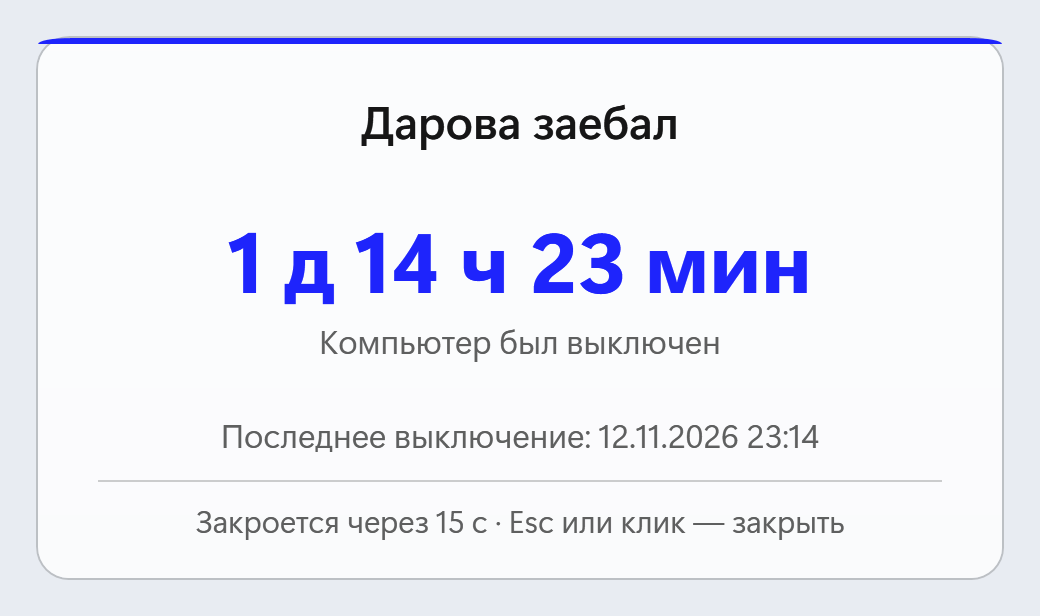 Дарова заебал
1 д 14 ч 23 мин
Компьютер был выключен
Последнее выключение: 12.11.2026 23:14
Закроется через 15 с · Esc или клик — закрыть